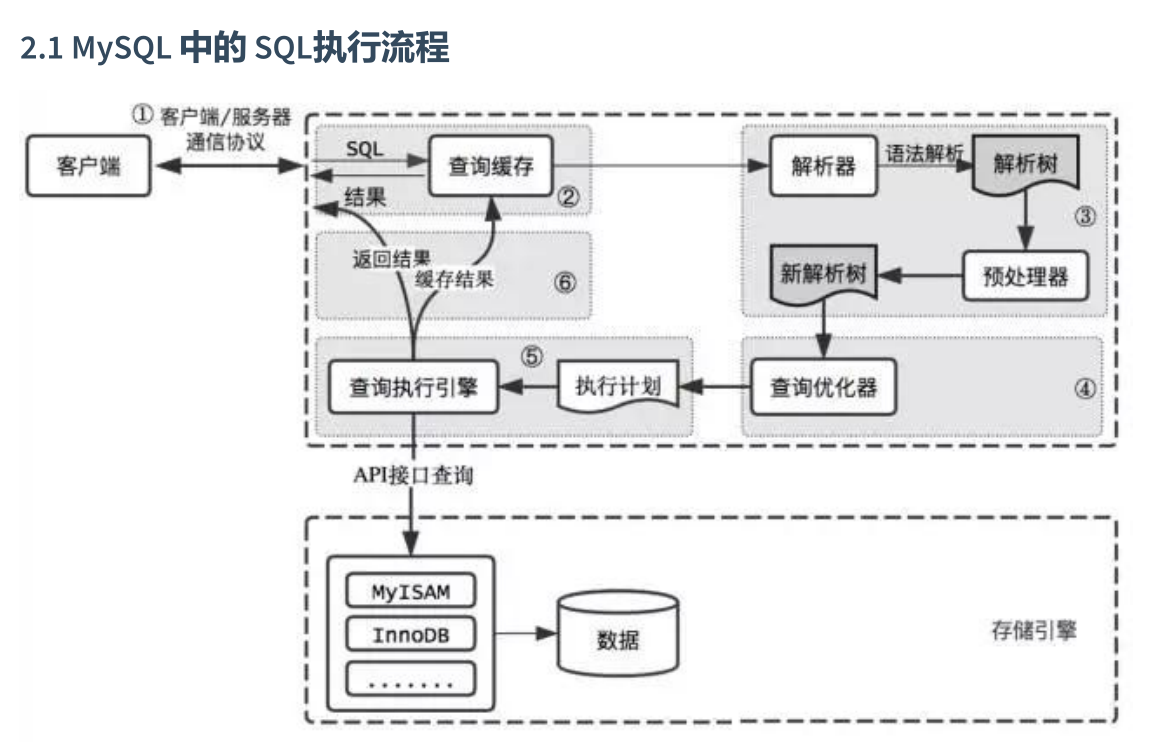 2.1 MySQL 中的 SQL执行流程
① 客户端/服务器
通信协议
客户端
SQL
查询缓存
结果
②
解析器
语法解析
解析树
③
预处理器
新解析树
返回结果
缓存结果
⑥
查询执行引擎
⑤
执行计划
查询优化器
④
API接口查询
MyISAM
InnoDB
.......
数据
存储引擎